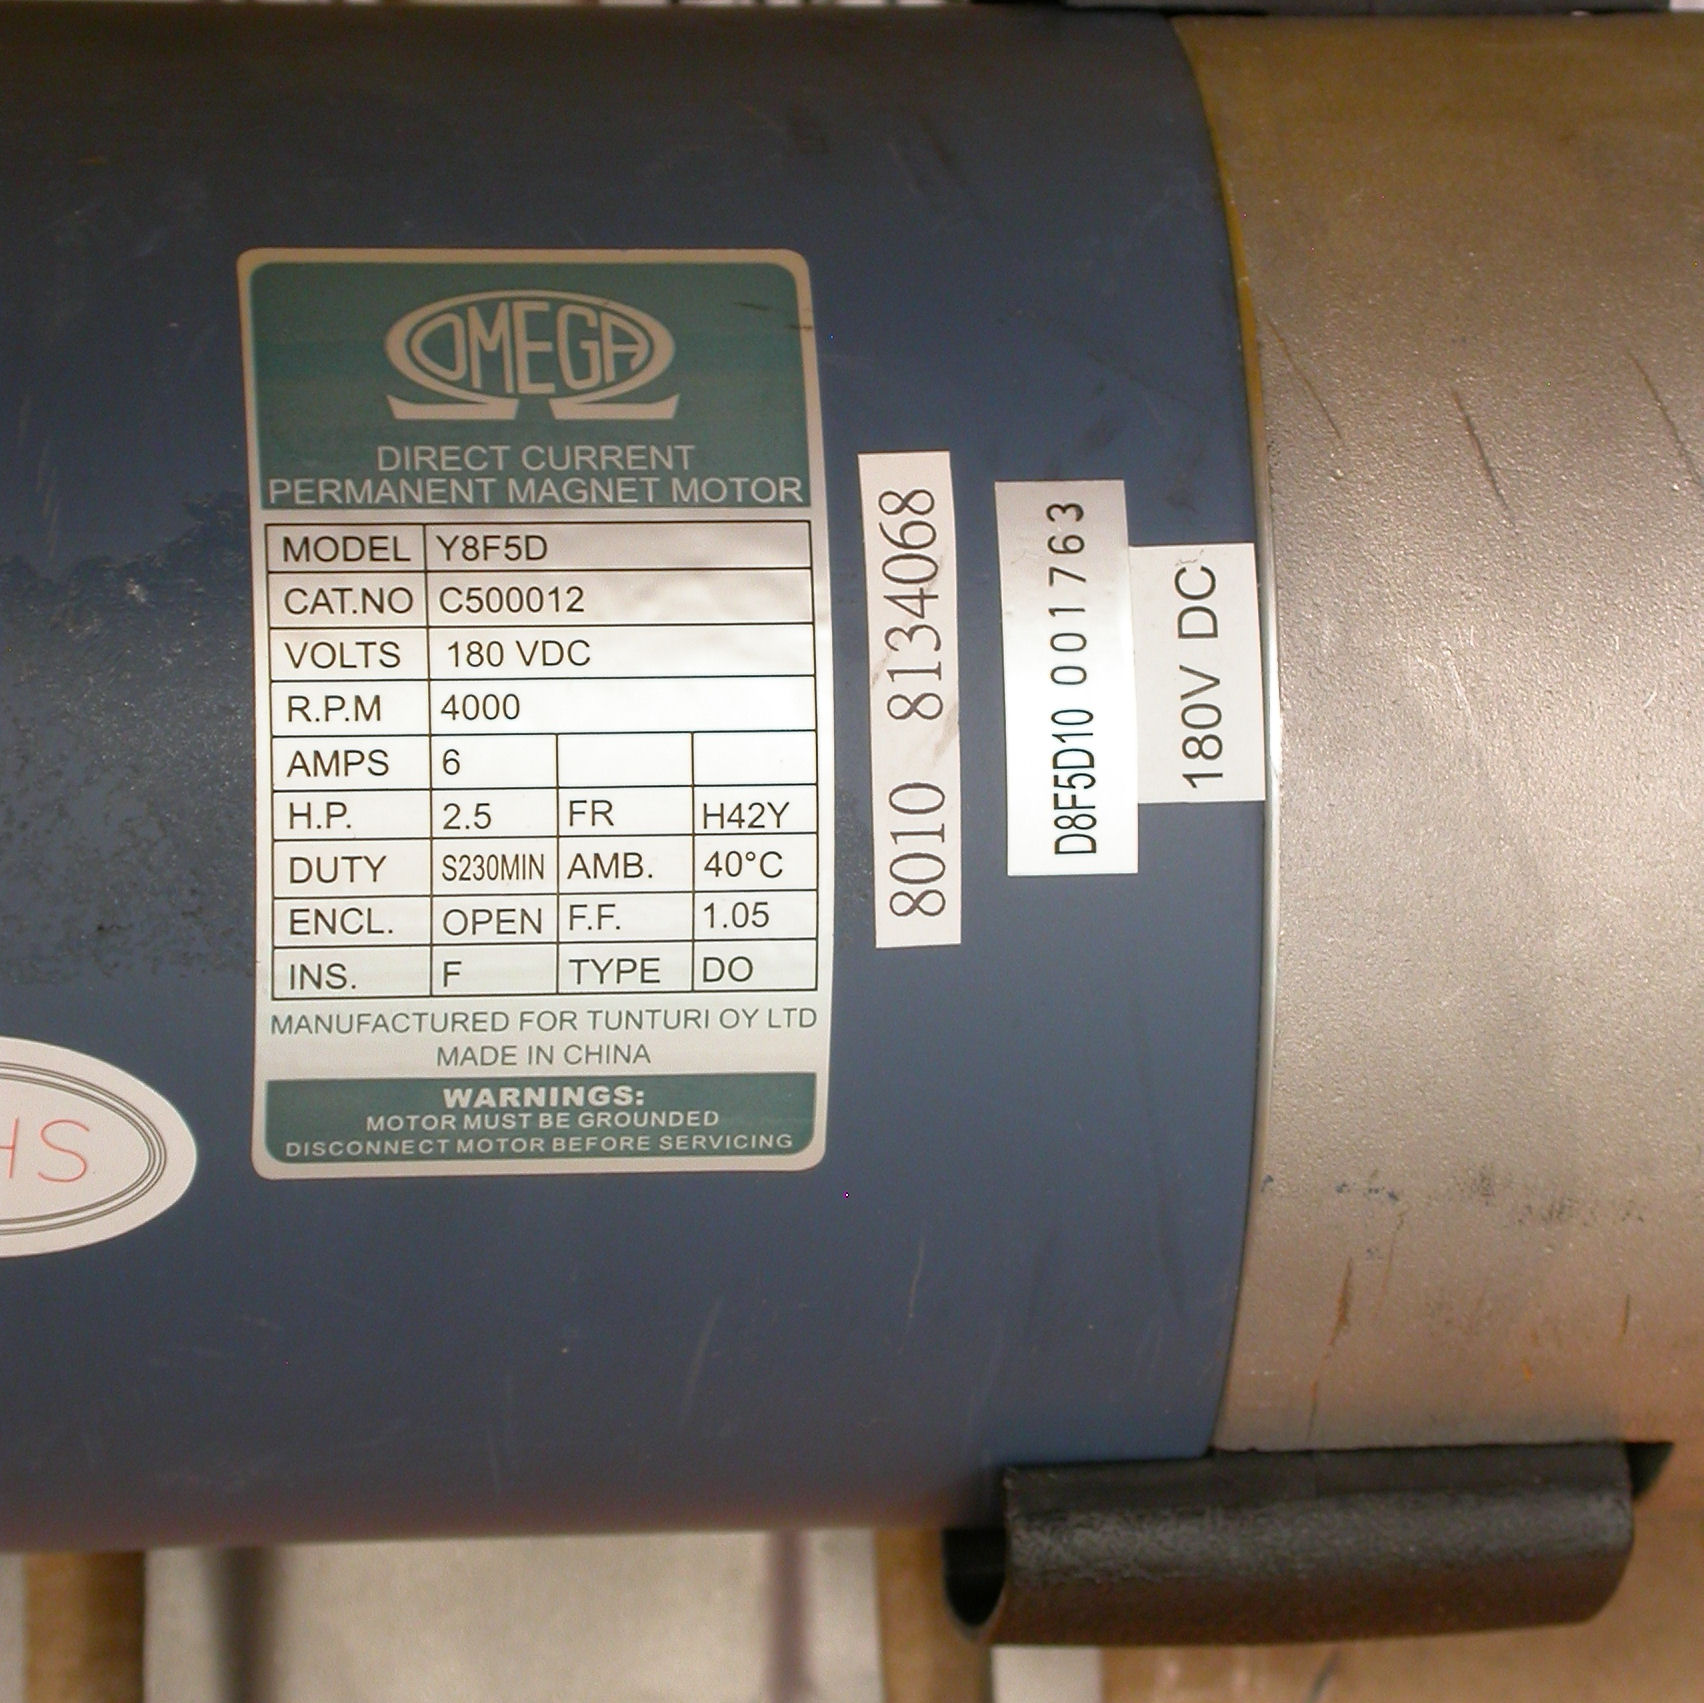 OMEGA
DIRECT CURRENT
PERMANENT MAGNET MOTOR
MODEL Y8F5D
CAT.NO C500012
VOLTS 180 VDC
R.P.M 4000
AMPS 6
H.P. 2.5 FR H42Y
DUTY S230MIN AMB. 40°C
ENCL. OPEN F.F. 1.05
INS. F TYPE DO
MANUFACTURED FOR TUNTURI OY LTD
MADE IN CHINA
WARNINGS:
MOTOR MUST BE GROUNDED
DISCONNECT MOTOR BEFORE SERVICING
8010 8134068
D8F5D10 001763
180V DC